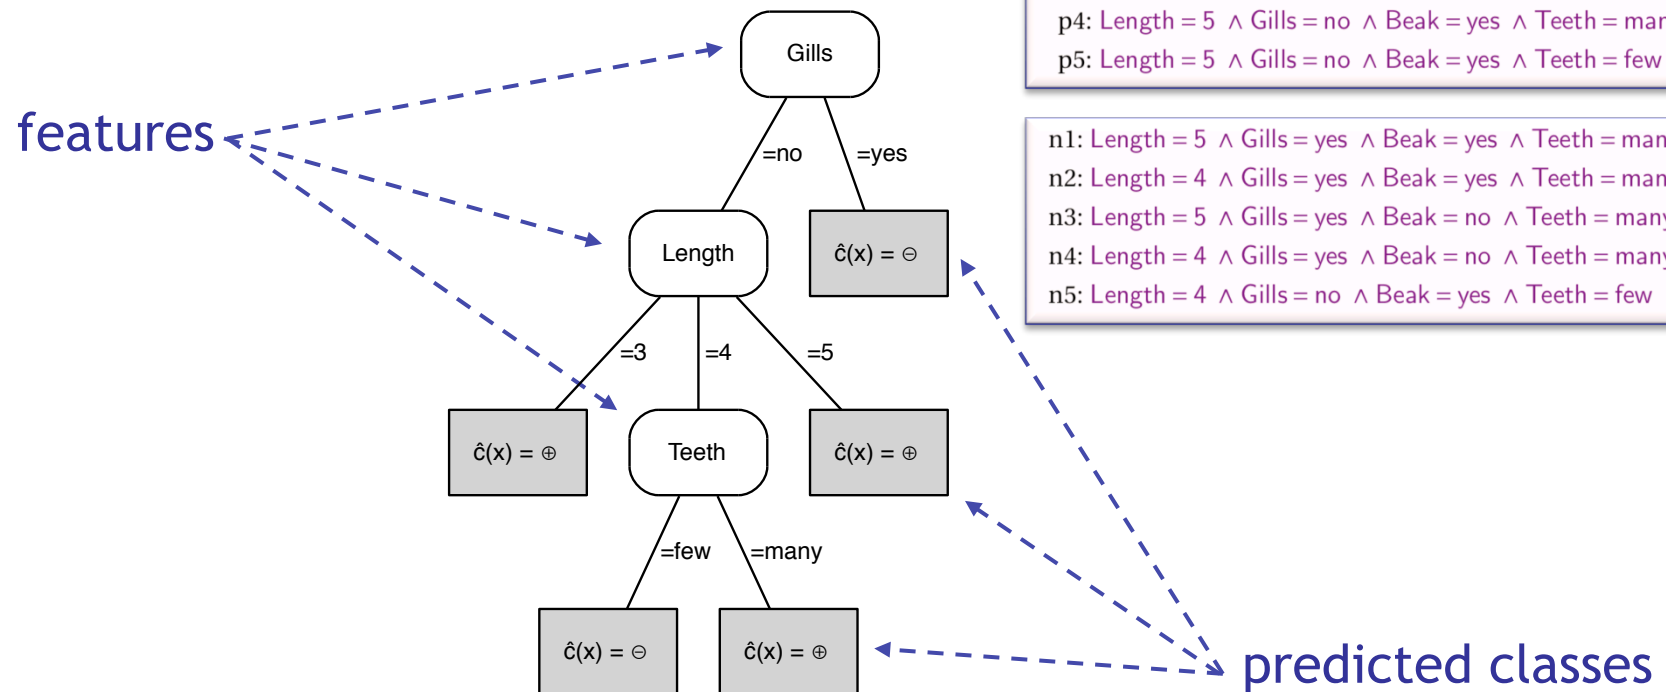 p4: Length = 5 ∧ Gills = no ∧ Beak = yes ∧ Teeth =
p5: Length = 5 ∧ Gills = no ∧ Beak = yes ∧ Teeth = few
n1: Length = 5 ∧ Gills = yes ∧ Beak = yes ∧ Teeth =
n2: Length = 4 ∧ Gills = yes ∧ Beak = yes ∧ Teeth =
n3: Length = 5 ∧ Gills = yes ∧ Beak = no ∧ Teeth = many
n4: Length = 4 ∧ Gills = yes ∧ Beak = no ∧ Teeth = many
n5: Length = 4 ∧ Gills = no ∧ Beak = yes ∧ Teeth = few
features
Gills
=no
=yes
Length
ĉ(x) = ⊖
=3
=4
=5
ĉ(x) = ⊕
Teeth
ĉ(x) = ⊕
=few
=many
ĉ(x) = ⊖
ĉ(x) = ⊕
predicted classes